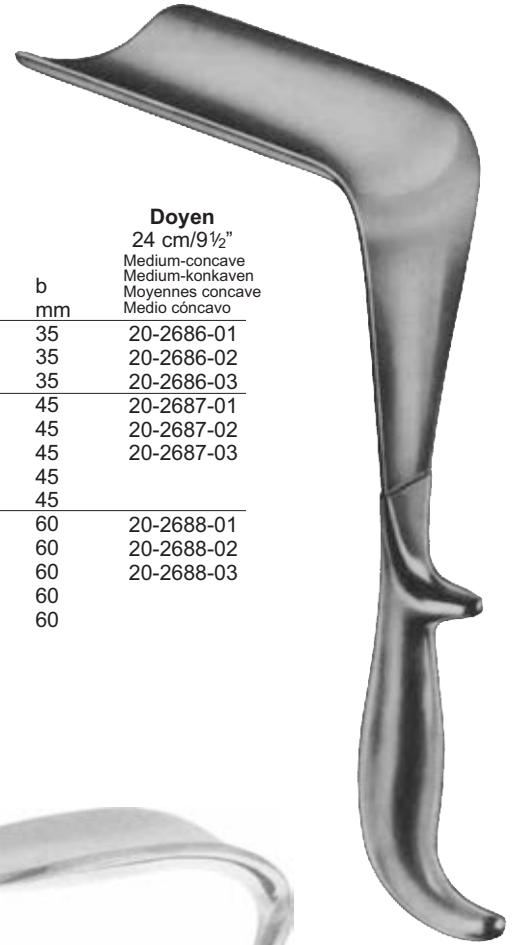 Doyen
24 cm/9½”
Medium-concave
Medium-konkaven
Moyennes concave
Medio cóncavo
b
mm
35 20-2686-01
35 20-2686-02
35 20-2686-03
45 20-2687-01
45 20-2687-02
45 20-2687-03
45
45
60 20-2688-01
60 20-2688-02
60 20-2688-03
60
60